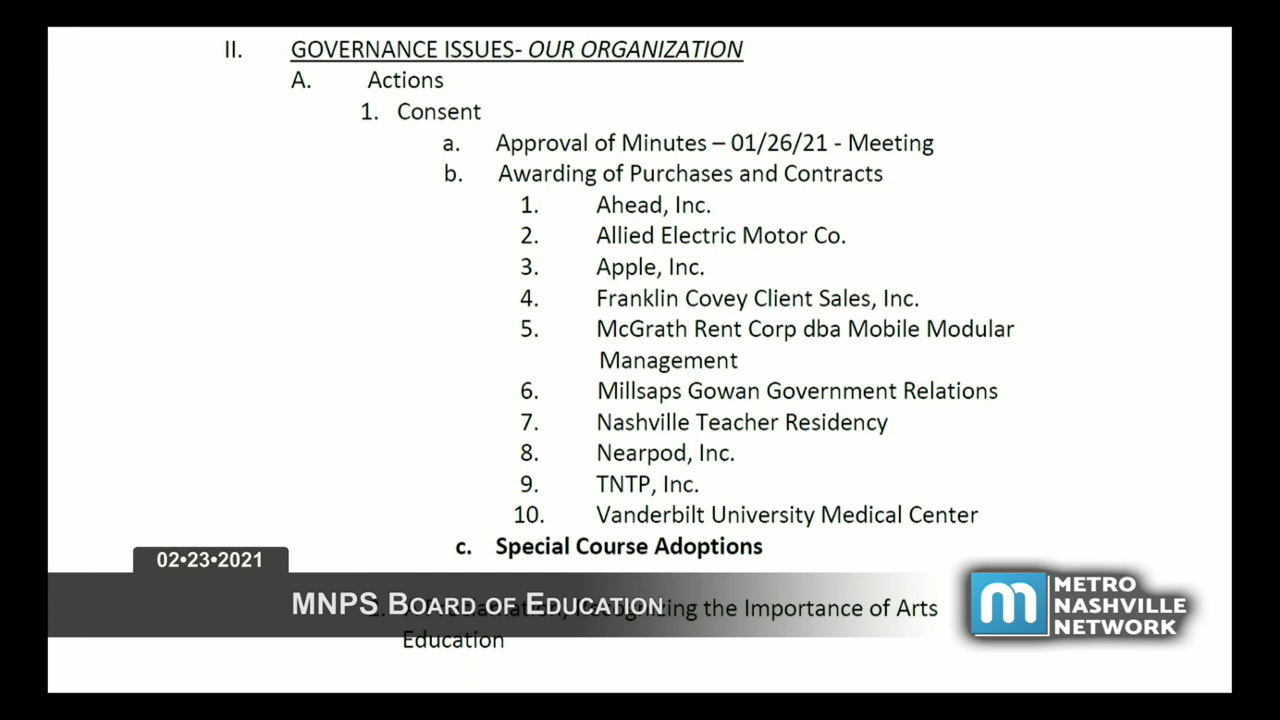 II. GOVERNANCE ISSUES- OUR ORGANIZATION
A. Actions
1. Consent
a. Approval of Minutes – 01/26/21 - Meeting
b. Awarding of Purchases and Contracts
1. Ahead, Inc.
2. Allied Electric Motor Co.
3. Apple, Inc.
4. Franklin Covey Client Sales, Inc.
5. McGrath Rent Corp dba Mobile Modular
Management
6. Millsaps Gowan Government Relations
7. Nashville Teacher Residency
8. Nearpod, Inc.
9. TNTP, Inc.
10. Vanderbilt University Medical Center
c. Special Course Adoptions
02•23•2021
MNPS BOARD OF EDUCATION
the Importance of Arts
Education
METRO
NASHVILLE
NETWORK